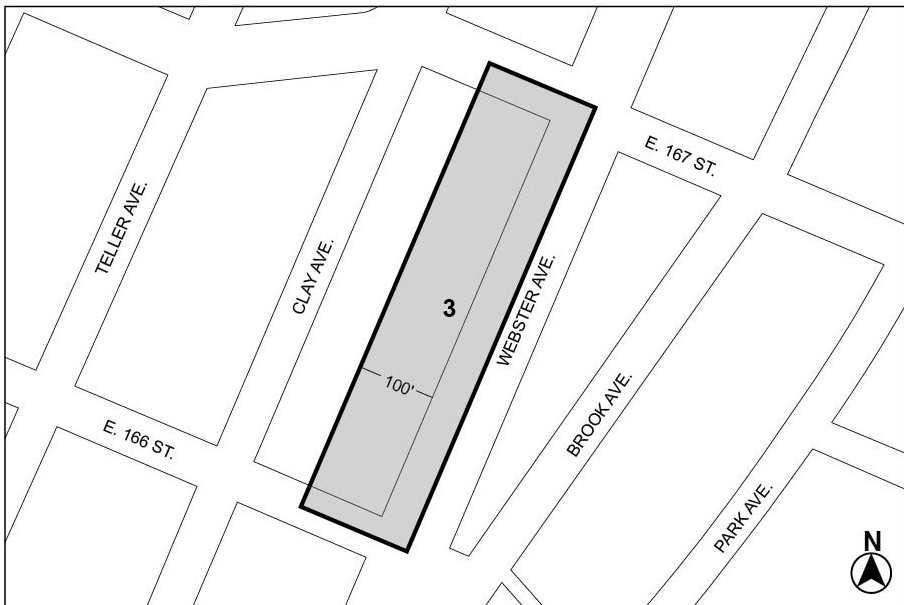 E. 167 ST.
TELLER AVE.
CLAY AVE.
3
WEBSTER AVE.
100'
E. 166 ST.
BROOK AVE.
PARK AVE.
N